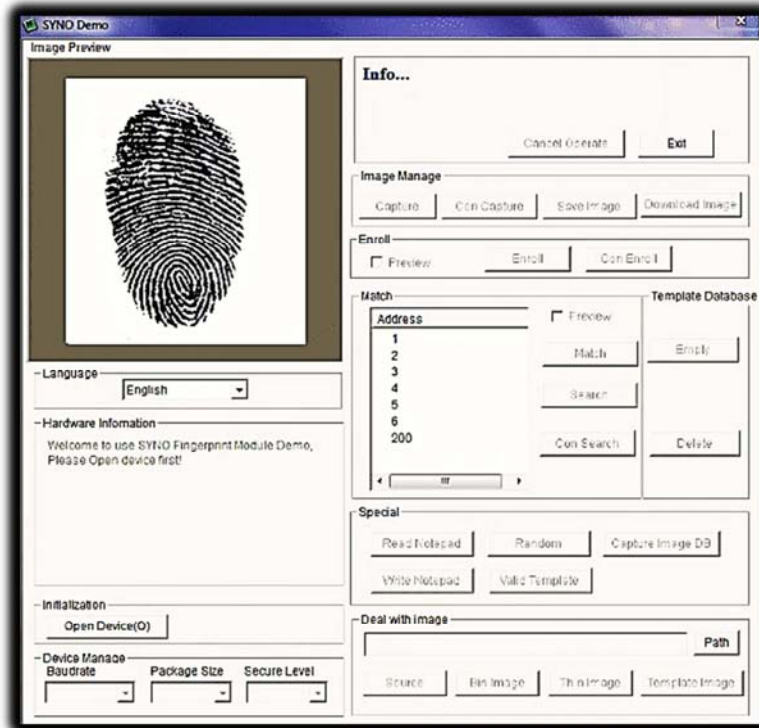 SYNO Demo
Image Preview
Info...
Cancel Operate
Exit
Image Manage
Capture
Con Capture
Save Image
Download Image
Enroll
Preview
Enroll
Con Enroll
Match
Address
1
2
3
4
5
6
200
Preview
Match
Search
Con Search
Template Database
Empty
Delete
Language
English
Hardware Infomation
Welcome to use SYNO Fingerprint Module Demo,
Please Open device first!
Special
Read Notepad
Random
Capture Image DB
Write Notepad
Valid Template
Initialization
Open Device(O)
Device Manage
Baudrate
Package Size
Secure Level
Deal with image
Path
Source
Bin Image
Thin Image
Template Image